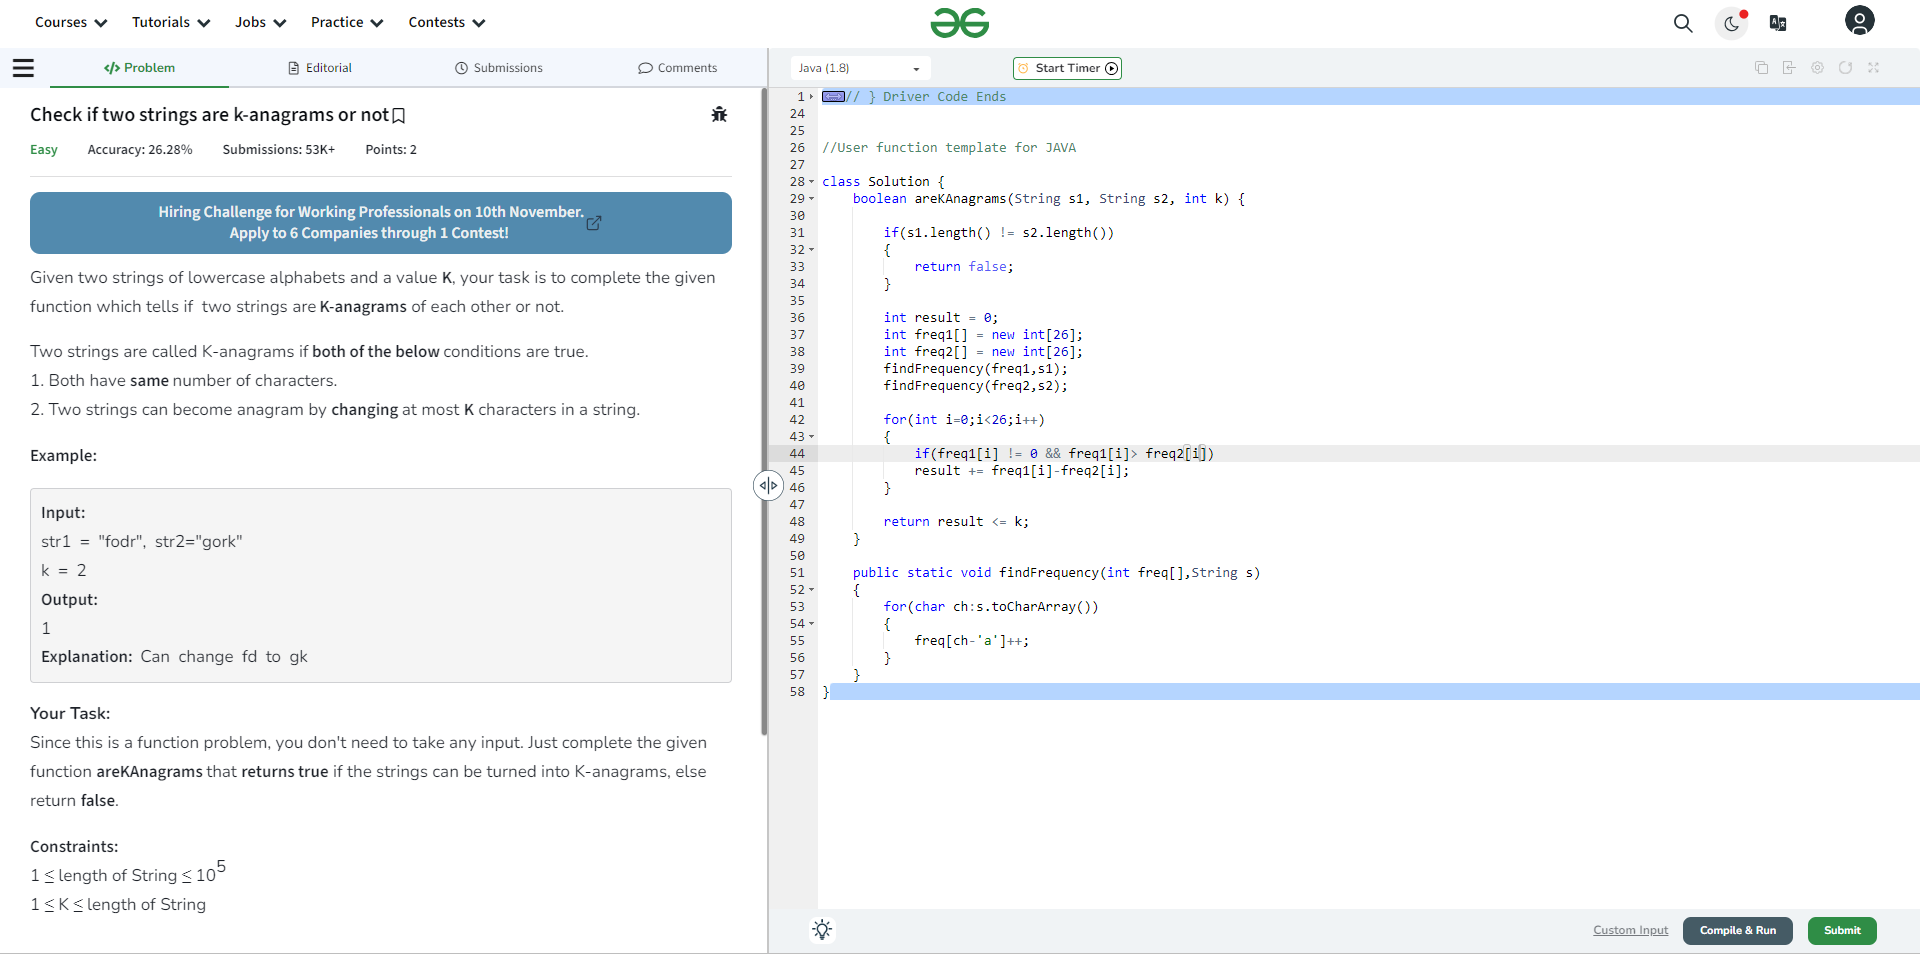 Courses Tutorials Jobs Practice Contests
</> Problem Editorial Submissions Comments
Check if two strings are k-anagrams or not
Easy Accuracy: 26.28% Submissions: 53K+ Points: 2
Hiring Challenge for Working Professionals on 10th November.
Apply to 6 Companies through 1 Contest!
Given two strings of lowercase alphabets and a value K, your task is to complete the given
function which tells if two strings are K-anagrams of each other or not.
Two strings are called K-anagrams if both of the below conditions are true.
1. Both have same number of characters.
2. Two strings can become anagram by changing at most K characters in a string.
Example:
Input:
str1 = "fodr", str2="gork"
k = 2
Output:
1
Explanation: Can change fd to gk
Your Task:
Since this is a function problem, you don't need to take any input. Just complete the given
function areKAnagrams that returns true if the strings can be turned into K-anagrams, else
return false.
Constraints:
1 ≤ length of String ≤ 10^5
1 ≤ K ≤ length of String
Java (1.8) Start Timer
1 // } Driver Code Ends
24
25
26 //User function template for JAVA
27
28 class Solution {
29 boolean areKAnagrams(String s1, String s2, int k) {
30
31 if(s1.length() != s2.length())
32 {
33 return false;
34 }
35
36 int result = 0;
37 int freq1[] = new int[26];
38 int freq2[] = new int[26];
39 findFrequency(freq1,s1);
40 findFrequency(freq2,s2);
41
42 for(int i=0;i<26;i++)
43 {
44 if(freq1[i] != 0 && freq1[i]> freq2[i])
45 result += freq1[i]-freq2[i];
46 }
47
48 return result <= k;
49 }
50
51 public static void findFrequency(int freq[],String s)
52 {
53 for(char ch:s.toCharArray())
54 {
55 freq[ch-'a']++;
56 }
57 }
58 }
Custom Input Compile & Run Submit